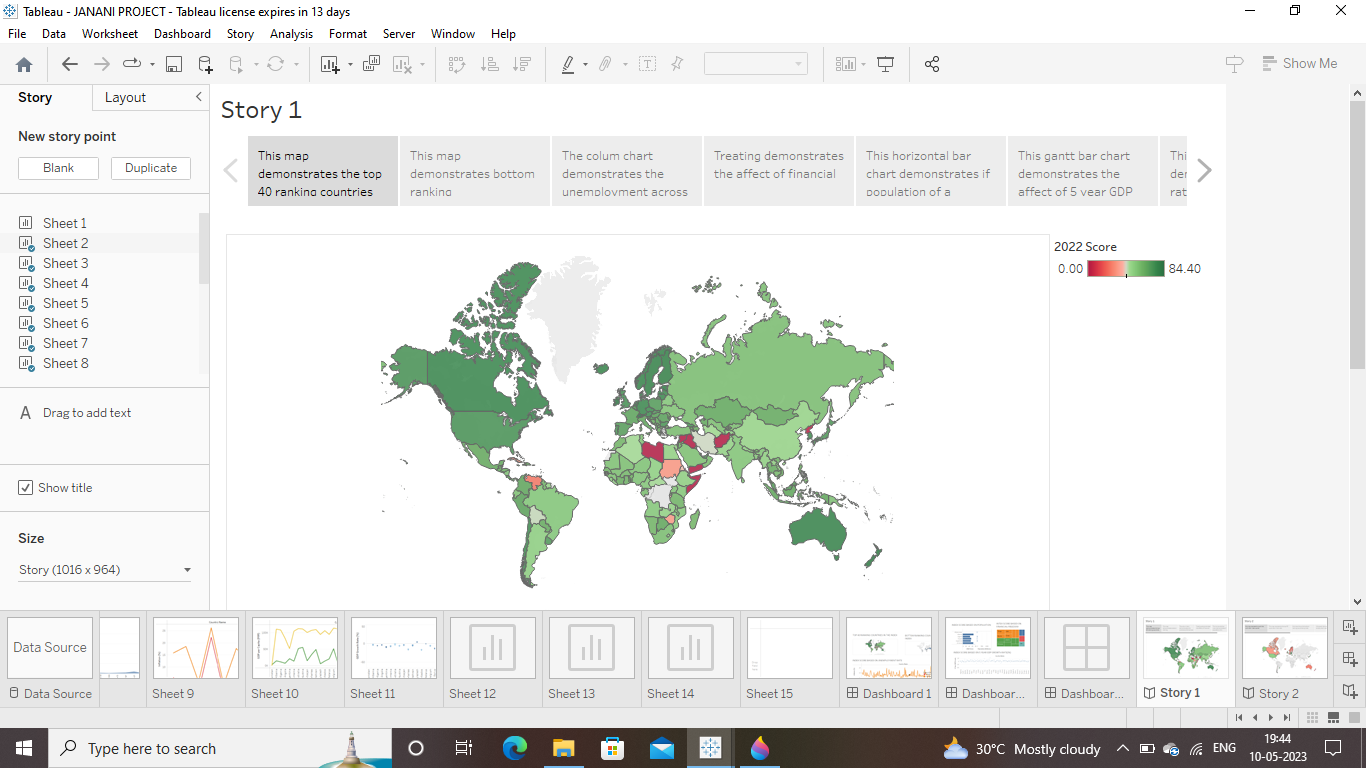 Tableau - JANANI PROJECT - Tableau license expires in 13 days
File Data Worksheet Dashboard Story Analysis Format Server Window Help
Show Me
Story Layout
New story point
Blank Duplicate
Sheet 1
Sheet 2
Sheet 3
Sheet 4
Sheet 5
Sheet 6
Sheet 7
Sheet 8
A Drag to add text
Show title
Size
Story (1016 x 964)
Story 1
This map
demonstrates the top
40 ranking countries
This map
demonstrates bottom
ranking
The colum chart
demonstrates the
unemployment across
Treating demonstrates
the affect of financial
This horizontal bar
chart demonstrates if
population of a
This gantt bar chart
demonstrates the
affect of 5 year GDP
2022 Score
0.00 84.40
Data Source
Data Source Sheet 9 Sheet 10 Sheet 11 Sheet 12 Sheet 13 Sheet 14 Sheet 15 Dashboard 1 Dashboar... Dashboar... Story 1 Story 2
Type here to search
30°C Mostly cloudy
ENG
19:44
10-05-2023